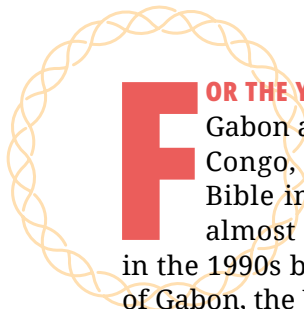 FOR THE Y
Gabon a
Congo,
Bible in
almost
in the 1990s b
of Gabon, the